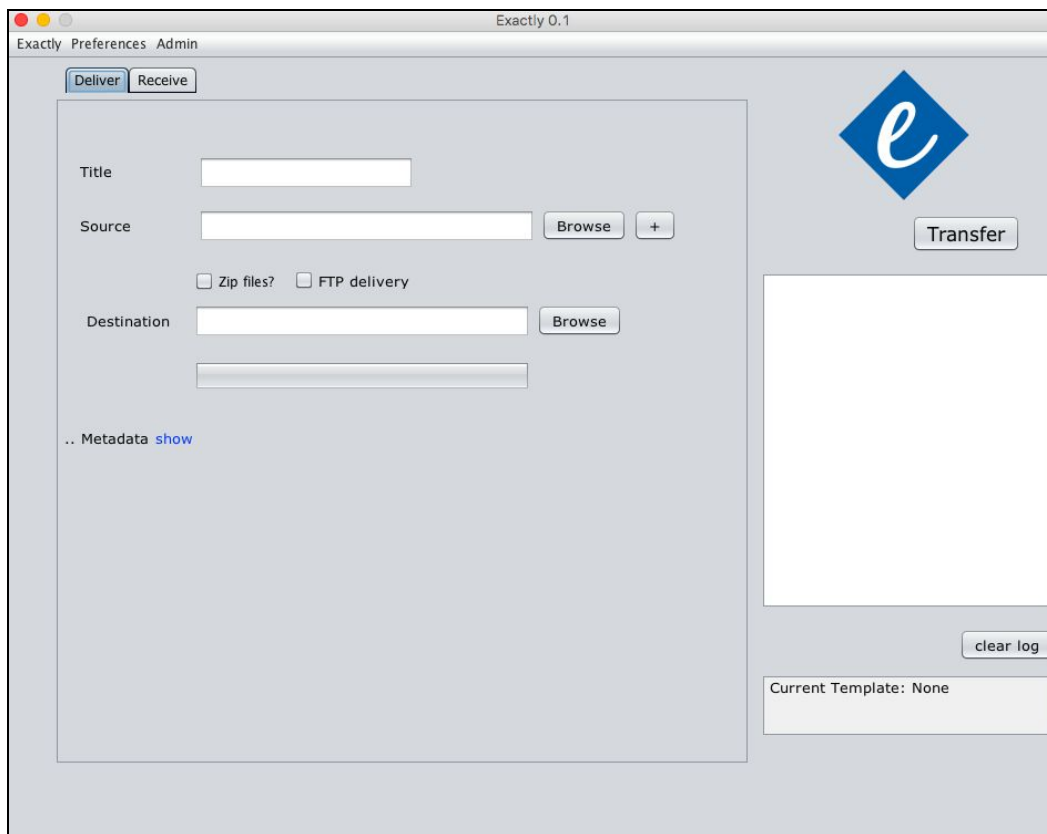 Exactly 0.1
Exactly Preferences Admin
Deliver Receive
e
Title
Transfer
Source Browse +
Zip files? FTP delivery
Destination Browse
.. Metadata show
clear log
Current Template: None